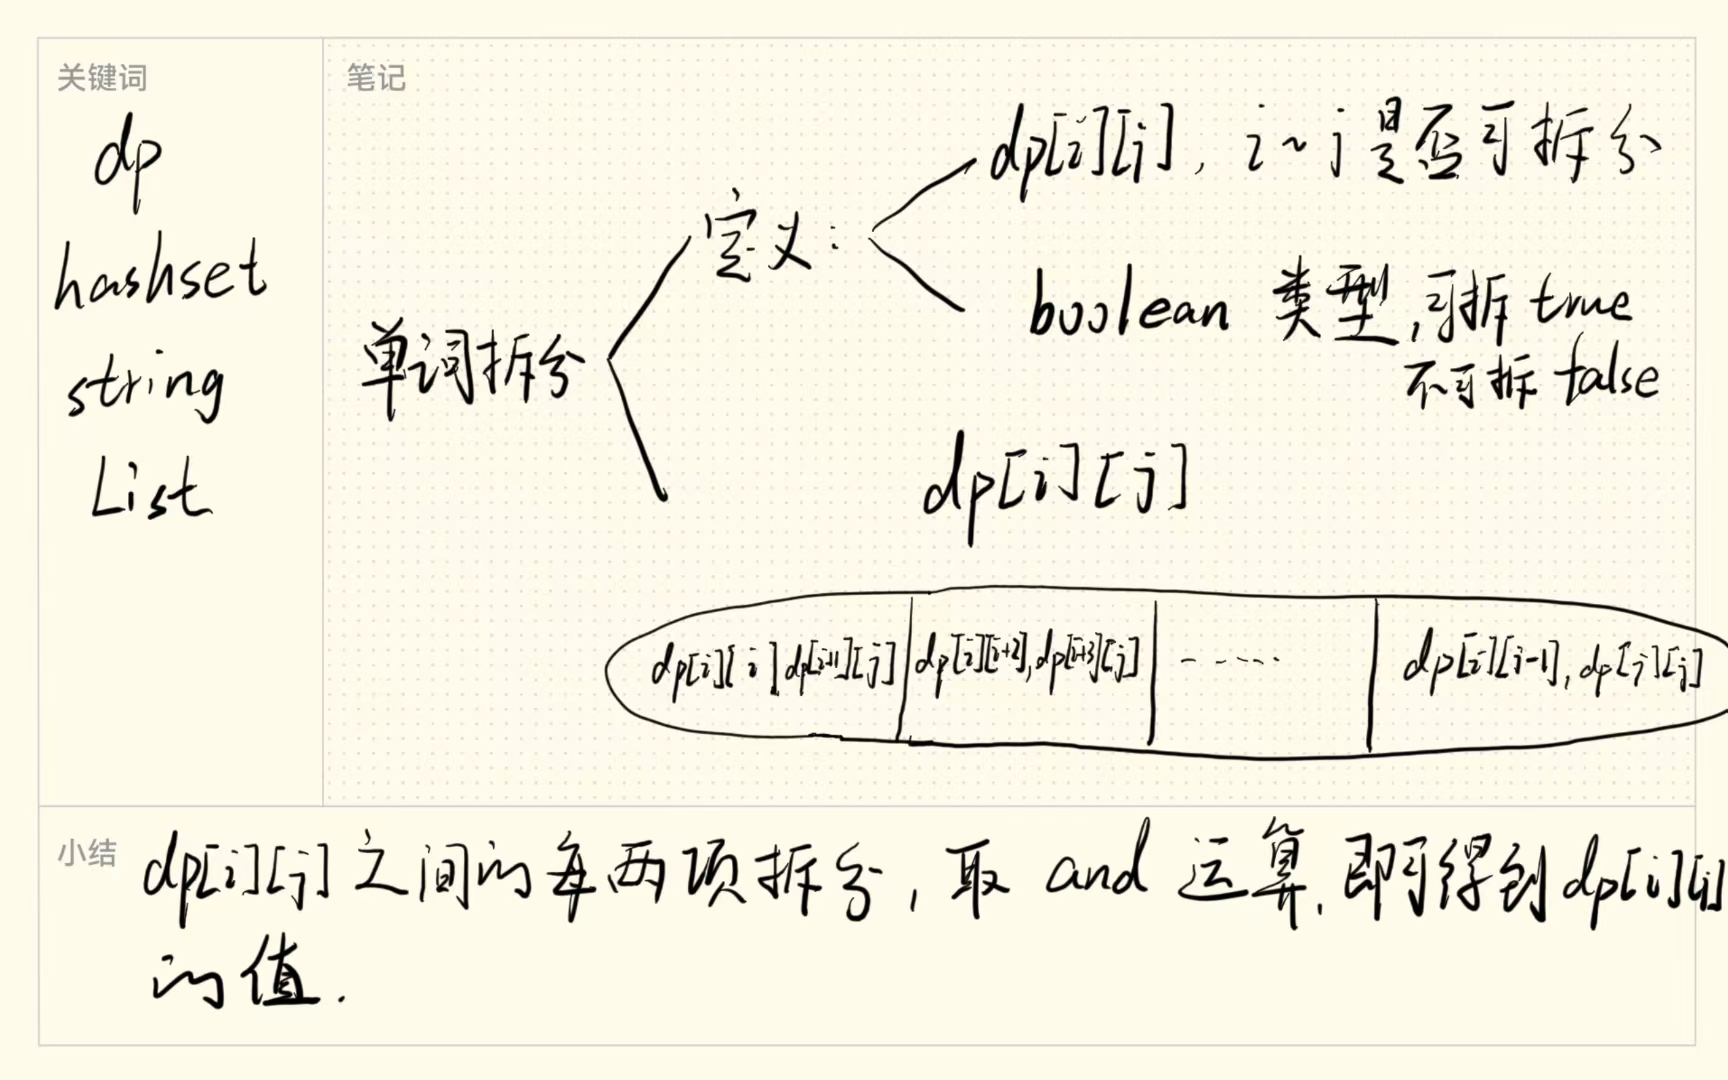 关键词
dp
hashset
string
List
笔记
单词拆分
定义:
dp[i][j], i~j 是否可拆分
boolean 类型,可拆 true
不可拆 false
dp[i][j]
dp[i][i] dp[i+1][j]
dp[i][i+2], dp[i+3][j]
......
dp[i][j-1], dp[j][j]
小结
dp[i][j] 之间的每两项拆分, 取 and 运算, 即可得到 dp[i][j]
的值.